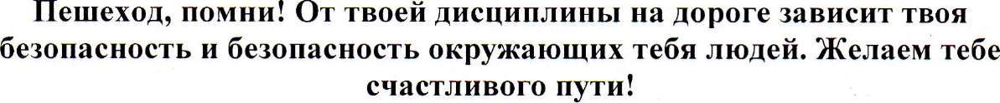 Пешеход, помни! От твоей дисциплины на дороге зависит твоя
безопасность и безопасность окружающих тебя людей. Желаем тебе
счастливого пути!